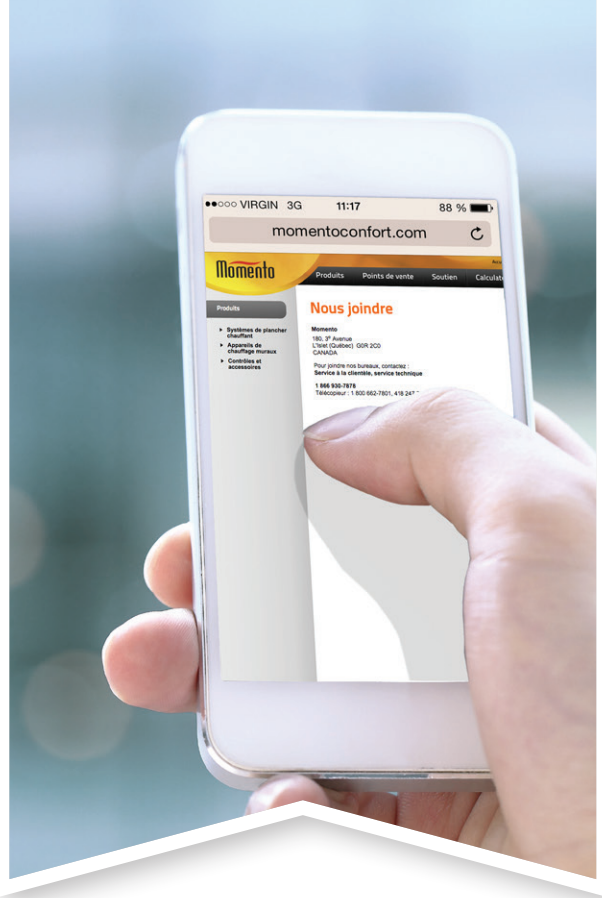 VIRGIN 3G 11:17 88 %
momentoconfort.com
Momento
Produits Points de vente Soutien
Produits
Systèmes de plancher
chauffant
Appareils de
chauffage muraux
Contrôles et
accessoires
Nous joindre
Momento
180, 3e Avenue
L'Islet (Québec) G0R 2C0
CANADA
Pour joindre nos bureaux, contactez :
Service à la clientèle, service technique
1 866 930-7878
Télécopieur : 1 800 662-7801, 418 247